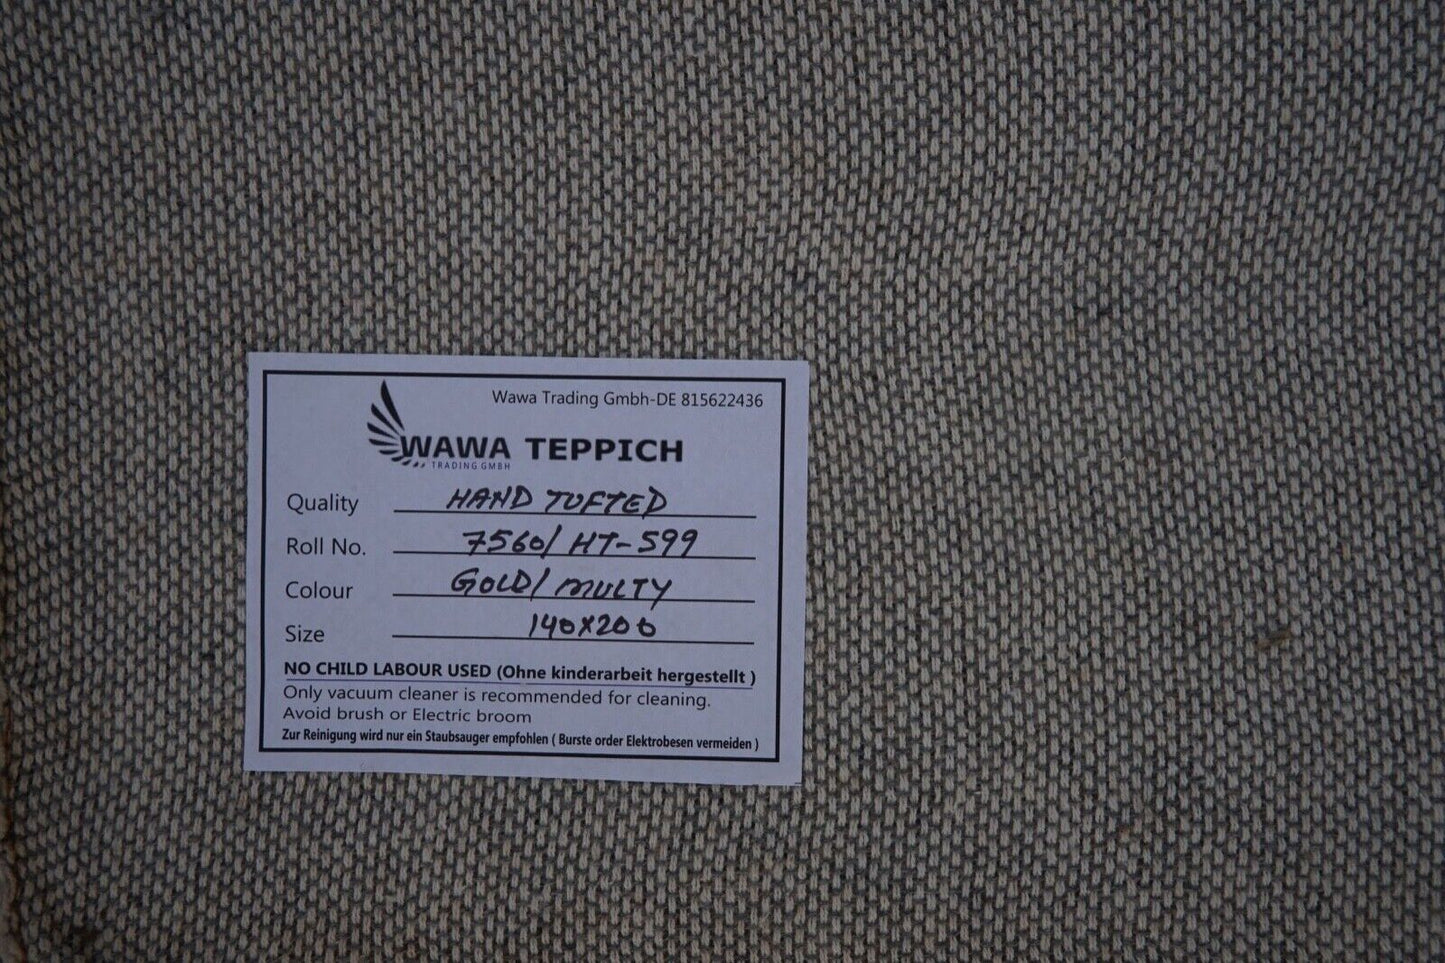 Wawa Trading Gmbh-DE 815622436
WAWA TEPPICH
TRADING GMBH
Quality HAND TUFTED
Roll No. 7560/ HT-599
Colour GOLD/ MULTY
Size 140x200
NO CHILD LABOUR USED (Ohne kinderarbeit hergestellt )
Only vacuum cleaner is recommended for cleaning.
Avoid brush or Electric broom
Zur Reinigung wird nur ein Staubsauger empfohlen ( Burste order Elektrobesen vermeiden )